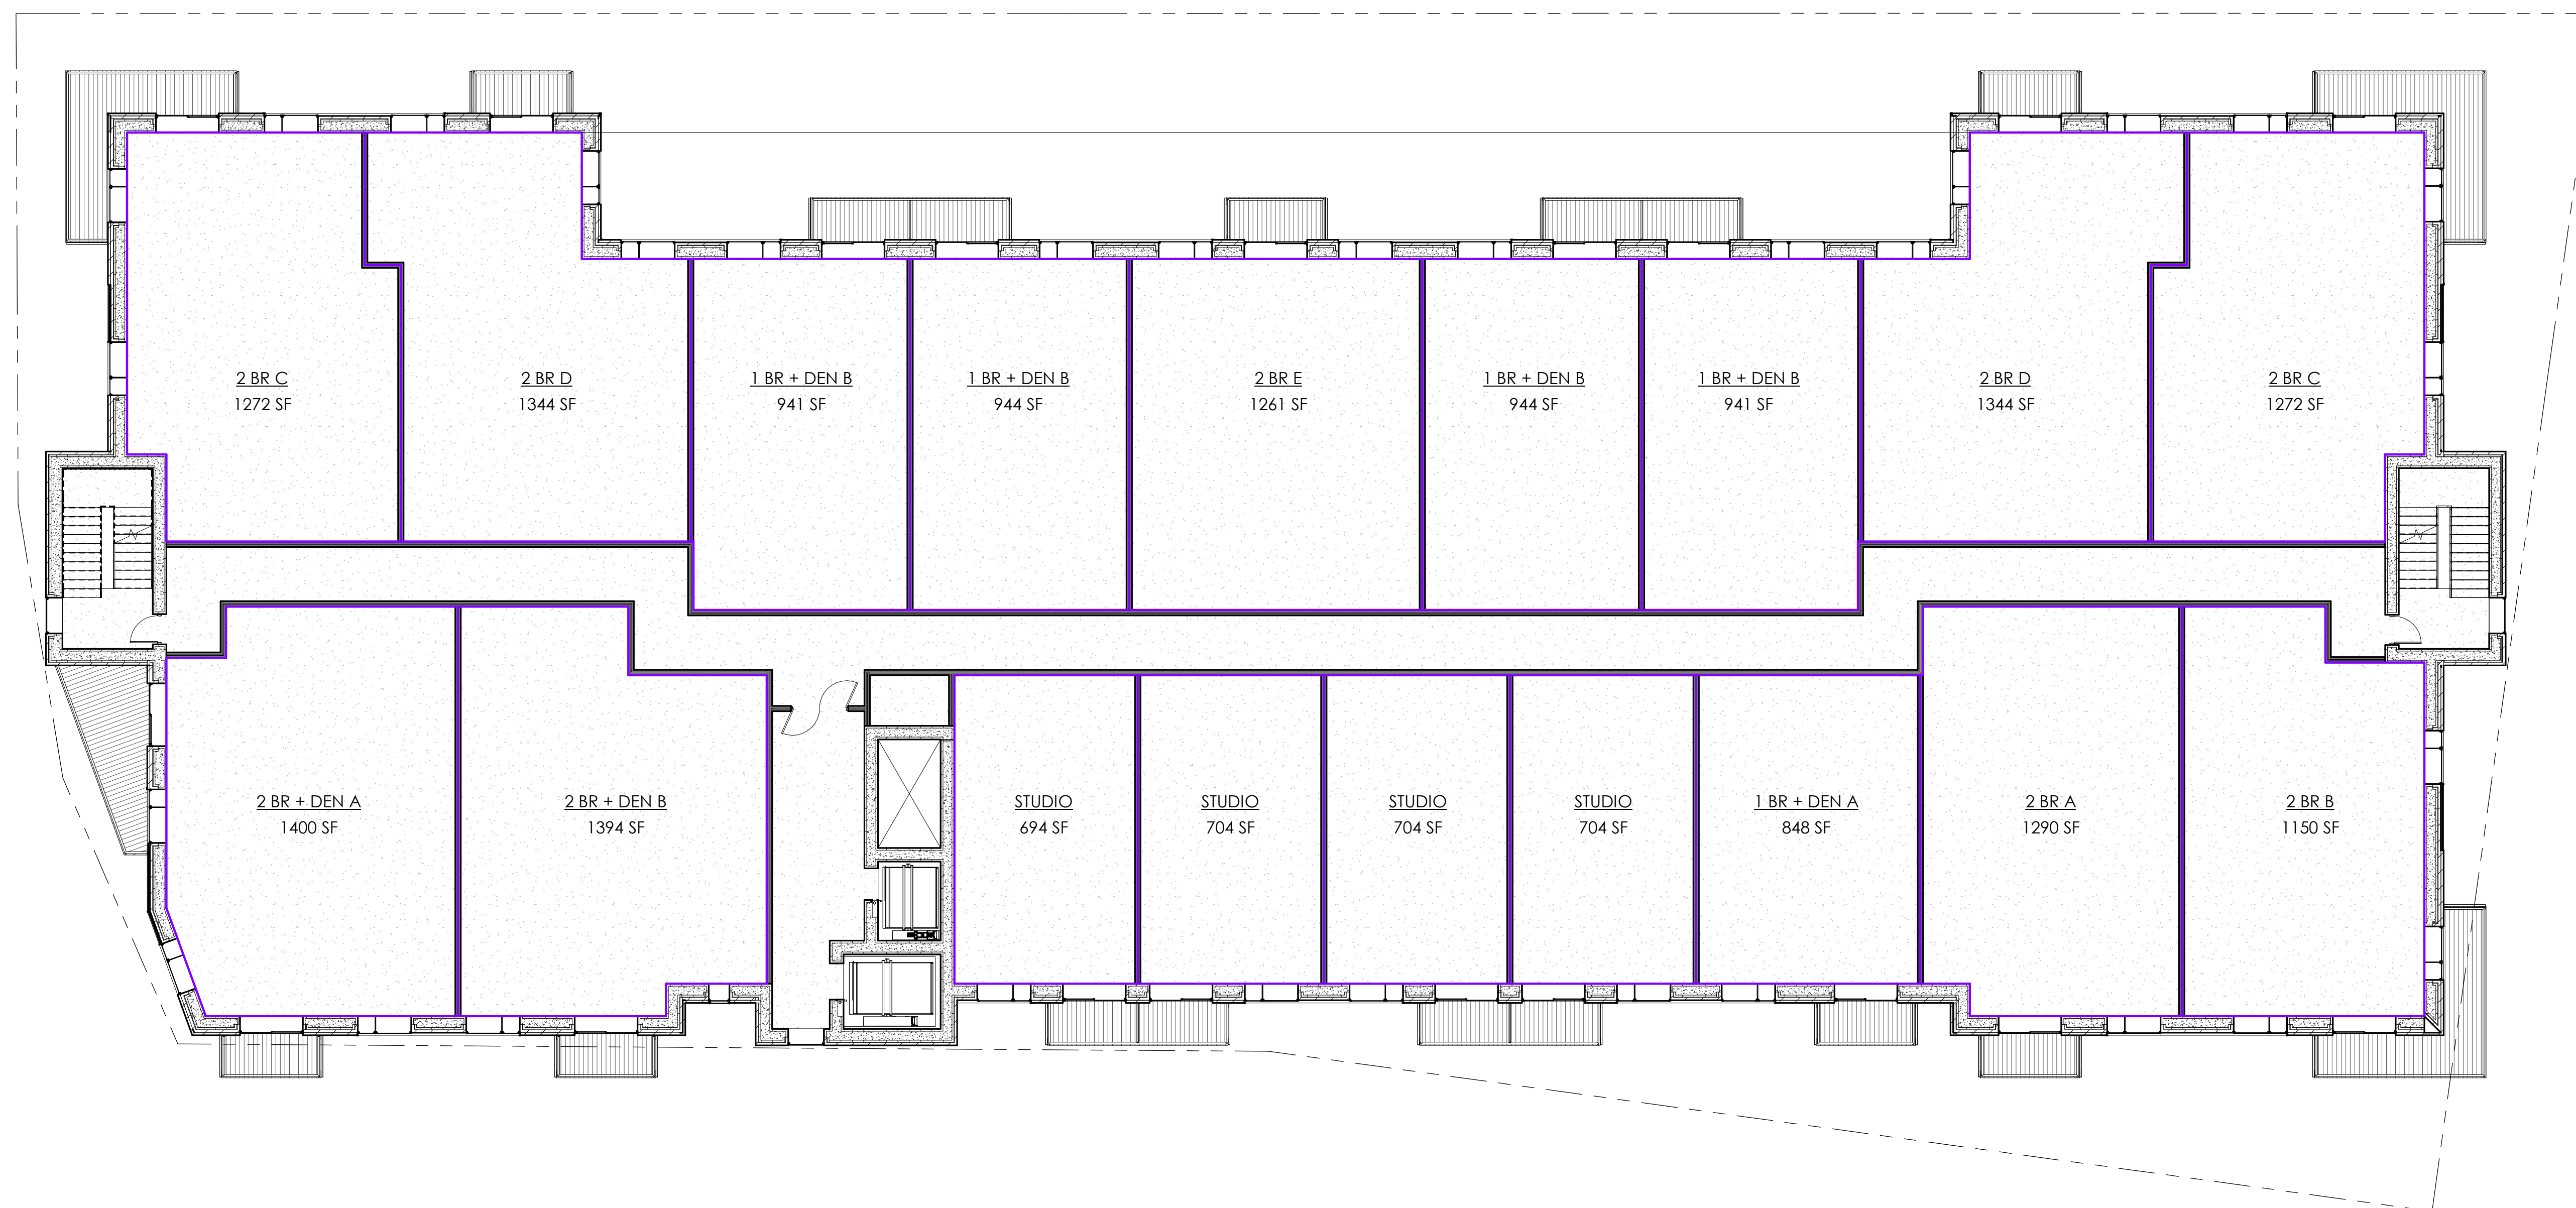 2 BR C
1272 SF
2 BR D
1344 SF
1 BR + DEN B
941 SF
1 BR + DEN B
944 SF
2 BR E
1261 SF
1 BR + DEN B
944 SF
1 BR + DEN B
941 SF
2 BR D
1344 SF
2 BR C
1272 SF
2 BR + DEN A
1400 SF
2 BR + DEN B
1394 SF
STUDIO
694 SF
STUDIO
704 SF
STUDIO
704 SF
STUDIO
704 SF
1 BR + DEN A
848 SF
2 BR A
1290 SF
2 BR B
1150 SF